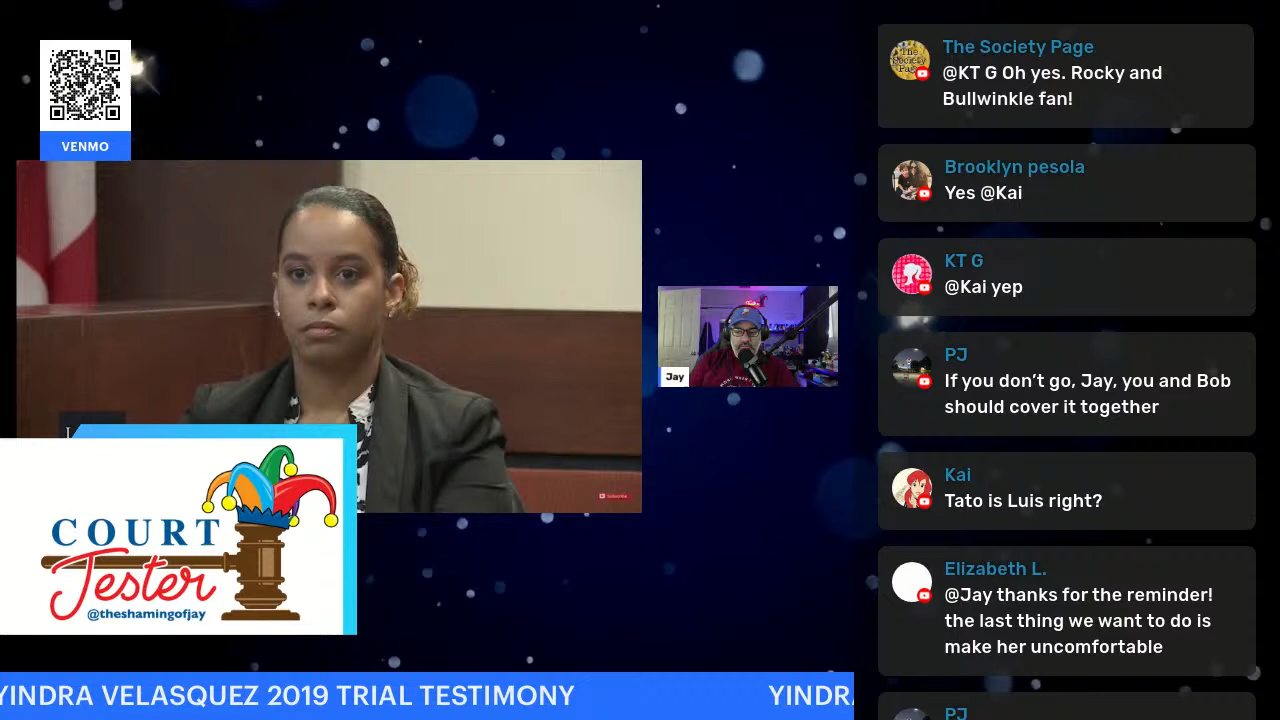 VENMO
The Society Page
@KT G Oh yes. Rocky and
Bullwinkle fan!
Brooklyn pesola
Yes @Kai
KT G
@Kai yep
PJ
If you don't go, Jay, you and Bob
should cover it together
Kai
Tato is Luis right?
Elizabeth L.
@Jay thanks for the reminder!
the last thing we want to do is
make her uncomfortable
PJ
Jay
Subscribe
COURT
Jester
@theshamingofjay
YINDRA VELASQUEZ 2019 TRIAL TESTIMONY
YINDRA